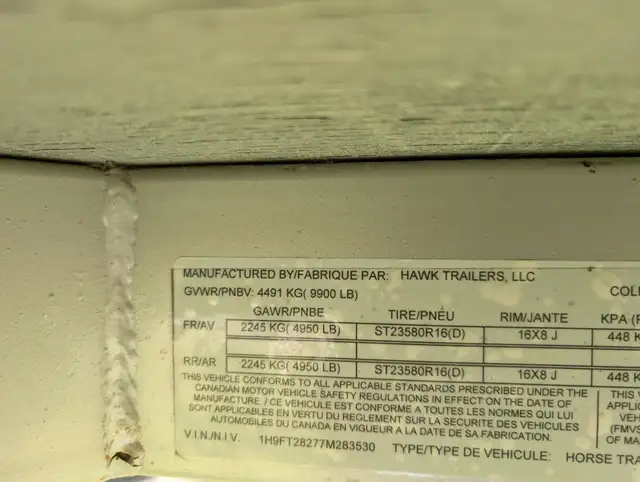 MANUFACTURED BY/FABRIQUE PAR: HAWK TRAILERS, LLC
GVWR/PNBV: 4491 KG( 9900 LB)
GAWR/PNBE TIRE/PNEU RIM/JANTE KPA
FR/AV 2245 KG( 4950 LB) ST23580R16(D) 16X8 J 448
RR/AR 2245 KG( 4950 LB) ST23580R16(D) 16X8 J 448
THIS VEHICLE CONFORMS TO ALL APPLICABLE STANDARDS PRESCRIBED UNDER THE
CANADIAN MOTOR VEHICLE SAFETY REGULATIONS IN EFFECT ON THE DATE OF
MANUFACTURE. / CE VEHICULE EST CONFORME A TOUTES LES NORMES QUI LUI
SONT APPLICABLES EN VERTU DU REGLEMENT SUR LA SECURITE DES VEHICULES
AUTOMOBILES DU CANADA EN VIGUEUR A LA DATE DE SA FABRICATION.
V.I.N./N.I.V. 1H9FT28277M283530 TYPE/TYPE DE VEHICULE: HORSE